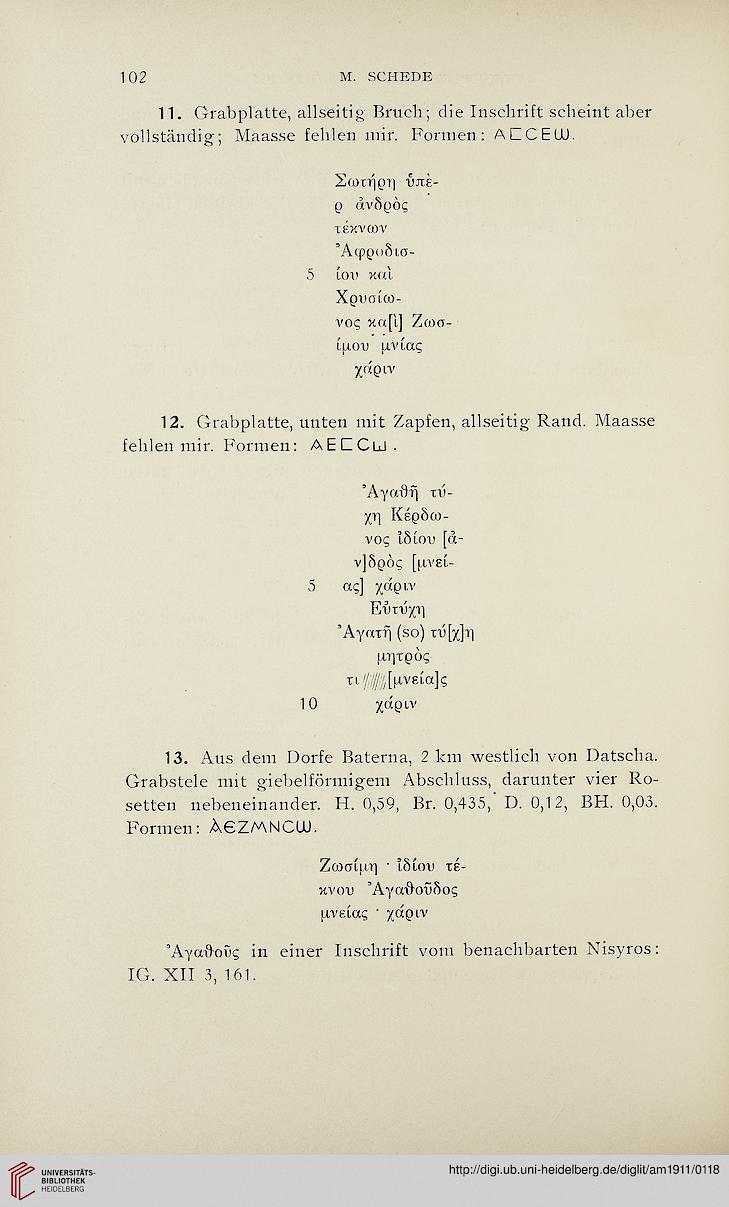 102 M. SCHEDE
11. Grabplatte, allseitig Bruch; die Inschrift scheint aber
vollständig; Maasse fehlen mir. Formen: ΑΣϹΕω.
Σωτήρη ὑπὲ-
ρ ἀνδρὸς
τέκνων
Ἀφροδισ-
5 ίου καὶ
Χρυσίω-
νος κα[ὶ] Ζωσ-
ίμου μνίας
χάριν
12. Grabplatte, unten mit Zapfen, allseitig Rand. Maasse
fehlen mir. Formen: ΑΕ⊏Ϲω.
Ἀγαθῆ τύ-
χη Κέρδω-
νος ἰδίου [ἀ-
ν]δρὸς [μνεί-
5 ας] χάριν
Εὐτύχη
Ἀγατῆ (so) τύ[χ]η
μητρὸς
τι/////[μνεία]ς
10 χάριν
13. Aus dem Dorfe Baterna, 2 km westlich von Datscha.
Grabstele mit giebelförmigem Abschluss, darunter vier Ro-
setten nebeneinander. H. 0,59, Br. 0,435, D. 0,12, BH. 0,03.
Formen: ΑЄΖΜΝϹω.
Ζωσίμη · ἰδίου τέ-
κνου Ἀγαθοῦδος
μνείας · χάριν
Ἀγαθοῦς in einer Inschrift vom benachbarten Nisyros:
IG. XII 3, 161.
UNIVERSITÄTS-
BIBLIOTHEK
HEIDELBERG
http://digi.ub.uni-heidelberg.de/diglit/am1911/0118